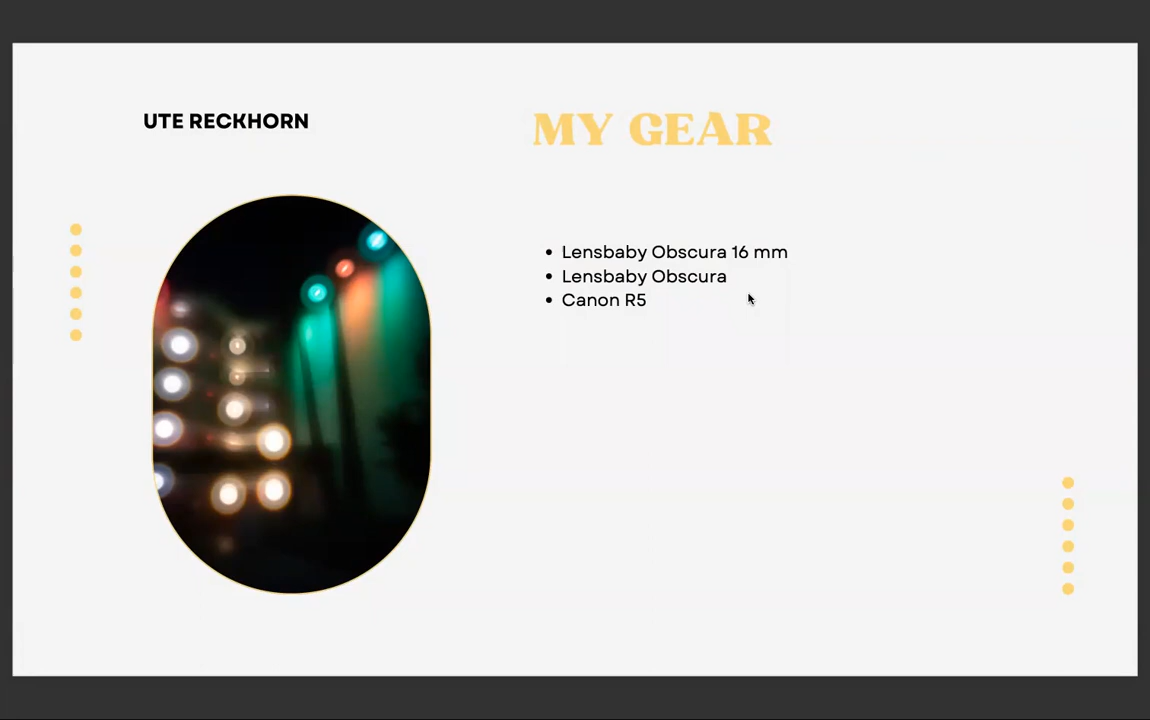 UTE RECKHORN
MY GEAR
• Lensbaby Obscura 16 mm
• Lensbaby Obscura
• Canon R5